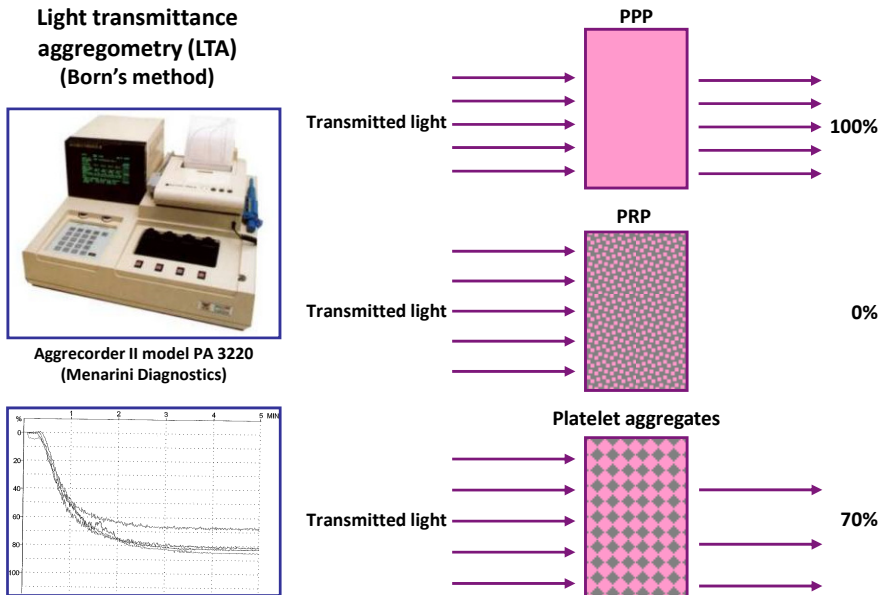 Light transmittance
aggregometry (LTA)
(Born’s method)
Aggrecorder II model PA 3220
(Menarini Diagnostics)
% 1 2 3 4 5 MIN
0
20
40
60
80
100
PPP
Transmitted light
100%
PRP
Transmitted light
0%
Platelet aggregates
Transmitted light
70%